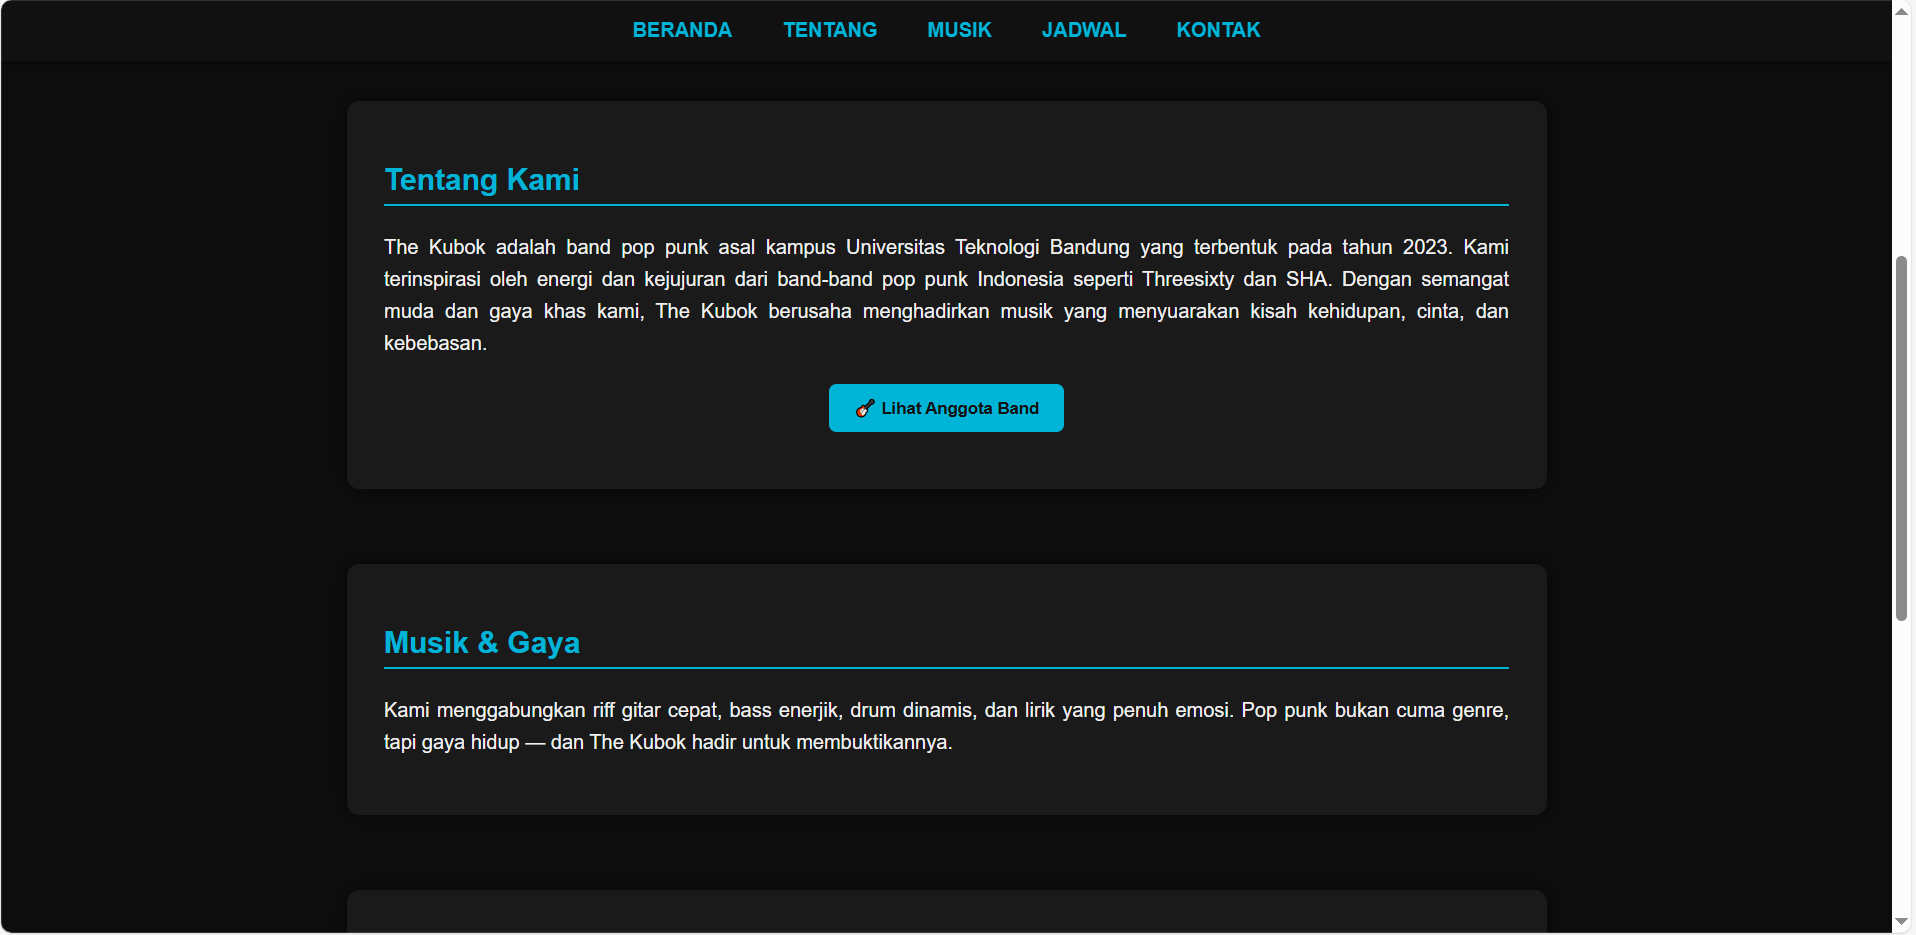 BERANDA TENTANG MUSIK JADWAL KONTAK
Tentang Kami
The Kubok adalah band pop punk asal kampus Universitas Teknologi Bandung yang terbentuk pada tahun 2023. Kami
terinspirasi oleh energi dan kejujuran dari band-band pop punk Indonesia seperti Threesixty dan SHA. Dengan semangat
muda dan gaya khas kami, The Kubok berusaha menghadirkan musik yang menyuarakan kisah kehidupan, cinta, dan
kebebasan.
🎸 Lihat Anggota Band
Musik & Gaya
Kami menggabungkan riff gitar cepat, bass enerjik, drum dinamis, dan lirik yang penuh emosi. Pop punk bukan cuma genre,
tapi gaya hidup — dan The Kubok hadir untuk membuktikannya.